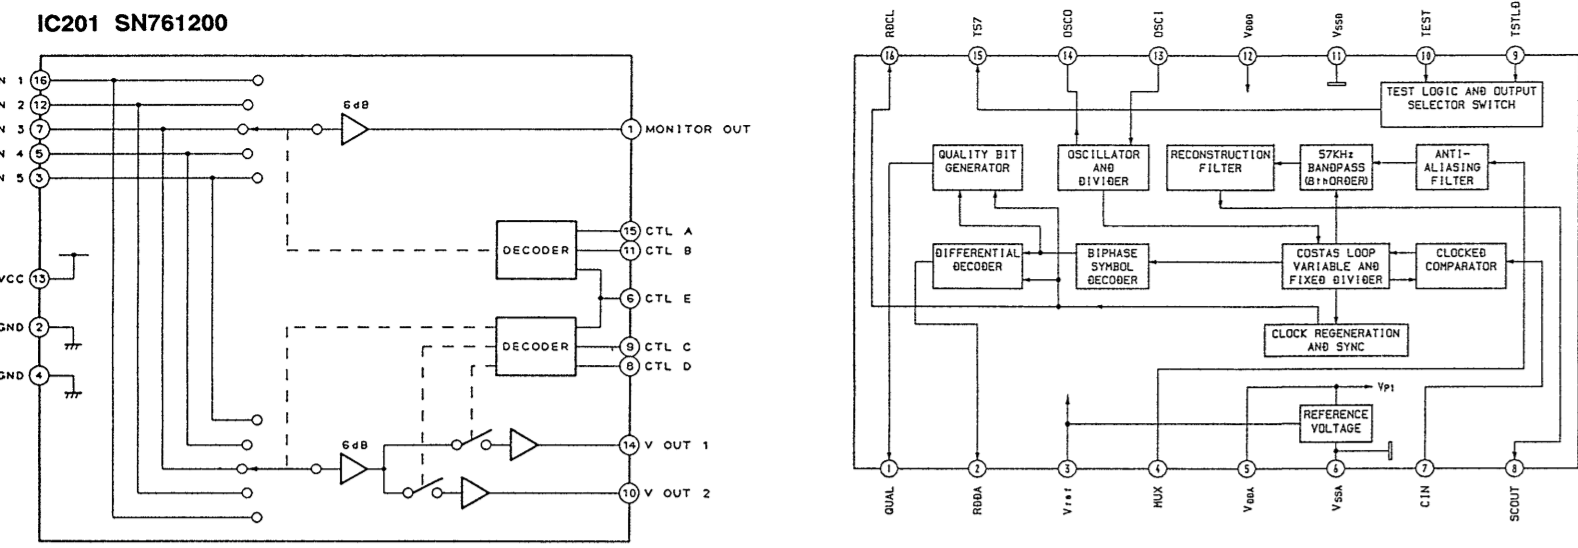 IC201 SN761200
N 1 16
N 2 12
N 3 7
N 4 5
N 5 3
VCC 13
GND 2
GND 4
6dB
1 MONITOR OUT
DECODER
15 CTL A
11 CTL B
6 CTL E
DECODER
9 CTL C
8 CTL D
6dB
14 V OUT 1
10 V OUT 2
RDCL T57 OSCO OSCI VDDD VSSD TEST TSTLD
16 15 14 13 12 11 10 9
TEST LOGIC AND OUTPUT
SELECTOR SWITCH
QUALITY BIT
GENERATOR
OSCILLATOR
AND
DIVIDER
RECONSTRUCTION
FILTER
57KHz
BANDPASS
(8thORDER)
ANTI-
ALIASING
FILTER
DIFFERENTIAL
DECODER
BIPHASE
SYMBOL
DECODER
COSTAS LOOP
VARIABLE AND
FIXED DIVIDER
CLOCKED
COMPARATOR
CLOCK REGENERATION
AND SYNC
VP1
REFERENCE
VOLTAGE
1 2 3 4 5 6 7 8
QUAL RDDA Vref MUX VDDA VSSA CIN SCOUT